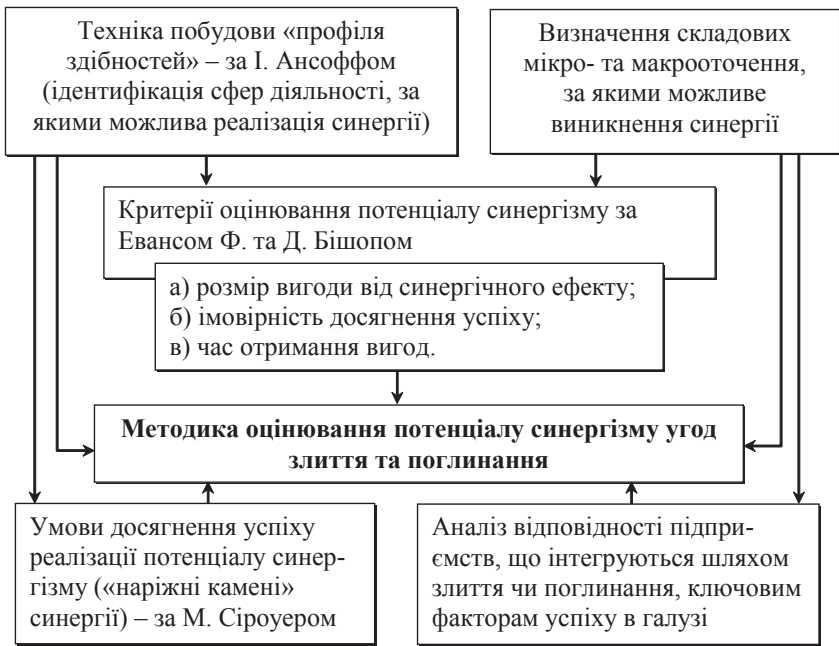 Техніка побудови «профіля
здібностей» – за І. Ансоффом
(ідентифікація сфер діяльності, за
якими можлива реалізація синергії)
Визначення складових
мікро- та макрооточення,
за якими можливе
виникнення синергії
Критерії оцінювання потенціалу синергізму за
Евансом Ф. та Д. Бішопом
а) розмір вигоди від синергічного ефекту;
б) імовірність досягнення успіху;
в) час отримання вигод.
Методика оцінювання потенціалу синергізму угод
злиття та поглинання
Умови досягнення успіху
реалізації потенціалу синер-
гізму («наріжні камені»
синергії) – за М. Сіроуером
Аналіз відповідності підпри-
ємств, що інтегруються шляхом
злиття чи поглинання, ключовим
факторам успіху в галузі